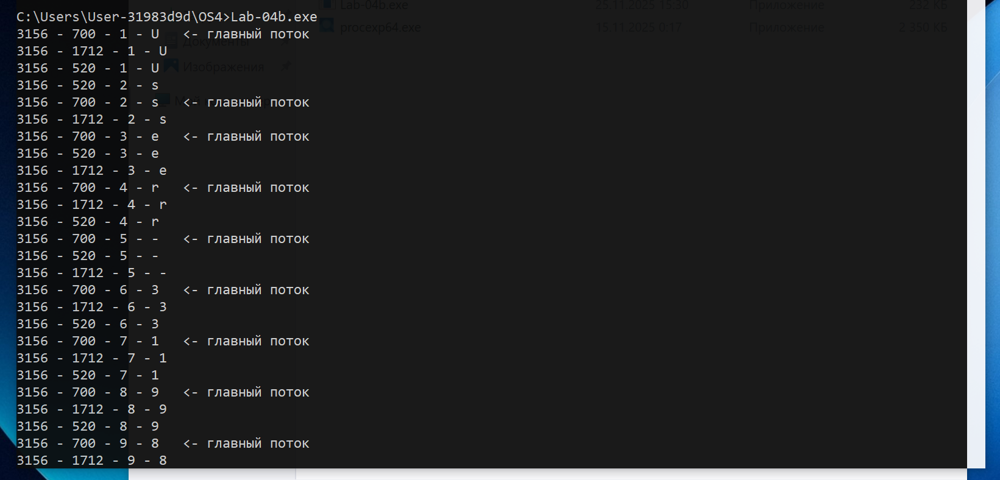 Lab-04b.exe 25.11.2025 15:30 Приложение 232 КБ
C:\Users\User-31983d9d\OS4>Lab-04b.exe
procexp64.exe 15.11.2025 0:17 Приложение 2 350 КБ
3156 - 700 - 1 - U   <- главный поток
Документы
3156 - 1712 - 1 - U
Изображения
3156 - 520 - 1 - U
3156 - 520 - 2 - s
3156 - 700 - 2 - s   <- главный поток
3156 - 1712 - 2 - s
3156 - 700 - 3 - e   <- главный поток
3156 - 520 - 3 - e
3156 - 1712 - 3 - e
3156 - 700 - 4 - r   <- главный поток
3156 - 1712 - 4 - r
3156 - 520 - 4 - r
3156 - 700 - 5 - -   <- главный поток
3156 - 520 - 5 - -
3156 - 1712 - 5 - -
3156 - 700 - 6 - 3   <- главный поток
3156 - 1712 - 6 - 3
3156 - 520 - 6 - 3
3156 - 700 - 7 - 1   <- главный поток
3156 - 1712 - 7 - 1
3156 - 520 - 7 - 1
3156 - 700 - 8 - 9   <- главный поток
3156 - 1712 - 8 - 9
3156 - 520 - 8 - 9
3156 - 700 - 9 - 8   <- главный поток
3156 - 1712 - 9 - 8